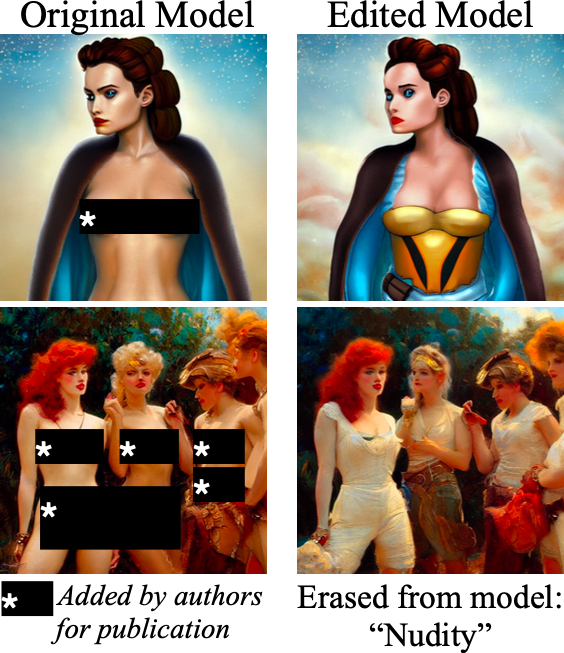 Original Model
Edited Model
*
*
*
*
*
*
* Added by authors
for publication
Erased from model:
“Nudity”